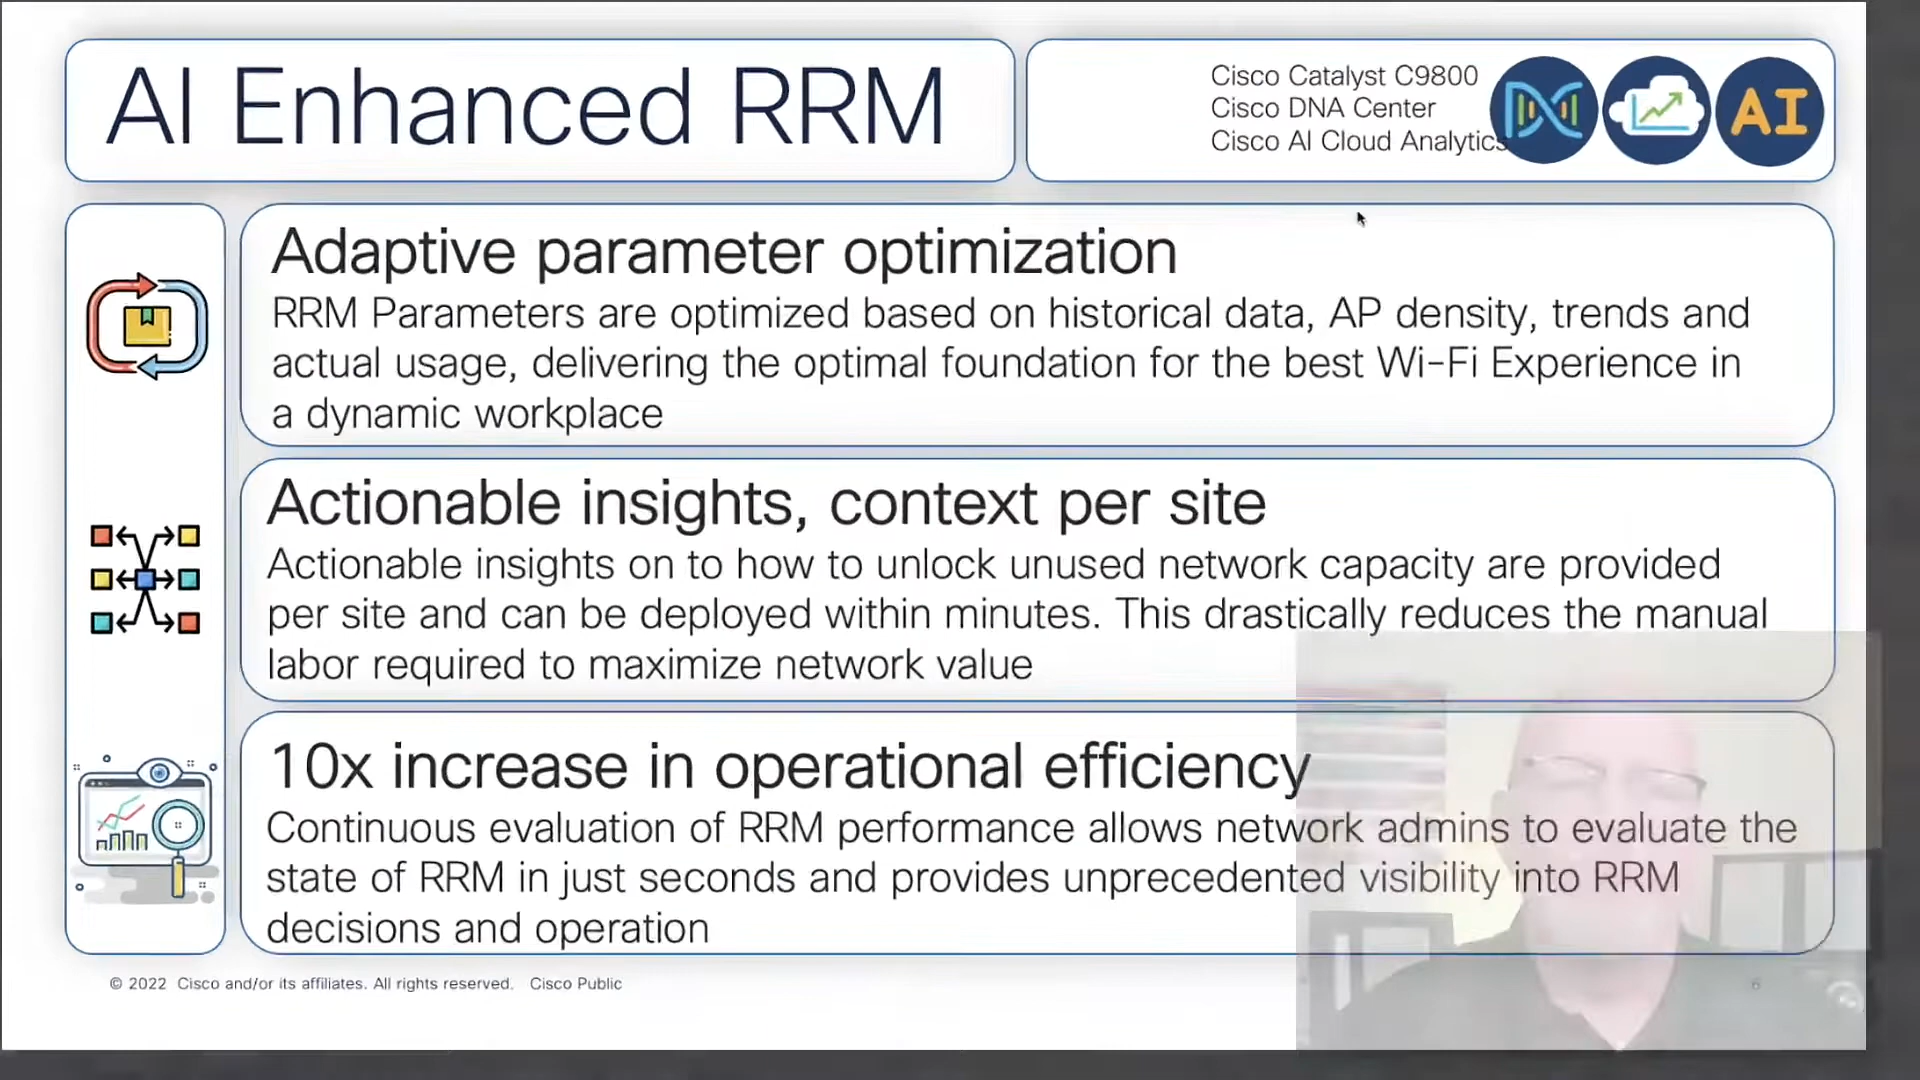 AI Enhanced RRM
Cisco Catalyst C9800
Cisco DNA Center
Cisco AI Cloud Analytics
AI
Adaptive parameter optimization
RRM Parameters are optimized based on historical data, AP density, trends and
actual usage, delivering the optimal foundation for the best Wi-Fi Experience in
a dynamic workplace
Actionable insights, context per site
Actionable insights on to how to unlock unused network capacity are provided
per site and can be deployed within minutes. This drastically reduces the manual
labor required to maximize network value
10x increase in operational efficiency
Continuous evaluation of RRM performance allows network admins to evaluate the
state of RRM in just seconds and provides unprecedented visibility into RRM
decisions and operation
© 2022 Cisco and/or its affiliates. All rights reserved. Cisco Public